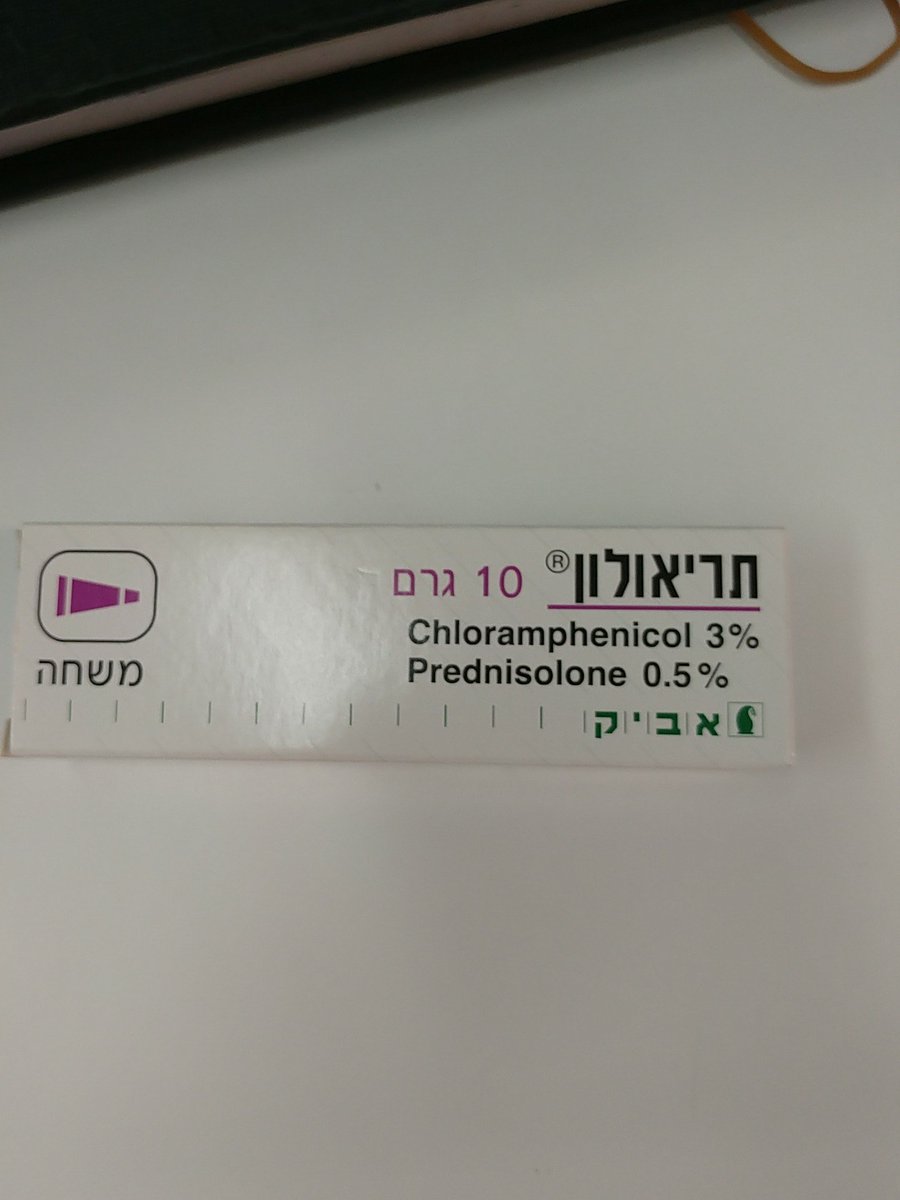 תריאולון® 10 גרם
Chloramphenicol 3%
Prednisolone 0.5%
משחה
אביק